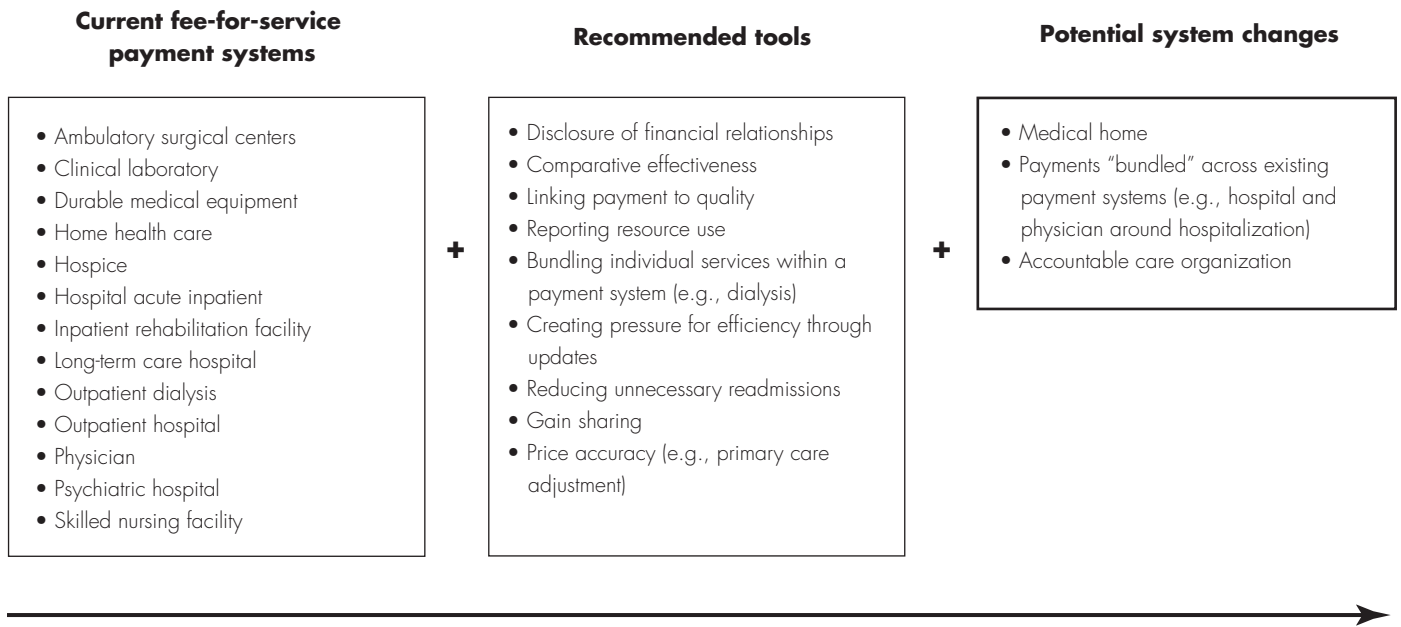 Current fee-for-service
payment systems
• Ambulatory surgical centers
• Clinical laboratory
• Durable medical equipment
• Home health care
• Hospice
• Hospital acute inpatient
• Inpatient rehabilitation facility
• Long-term care hospital
• Outpatient dialysis
• Outpatient hospital
• Physician
• Psychiatric hospital
• Skilled nursing facility
+
Recommended tools
• Disclosure of financial relationships
• Comparative effectiveness
• Linking payment to quality
• Reporting resource use
• Bundling individual services within a
payment system (e.g., dialysis)
• Creating pressure for efficiency through
updates
• Reducing unnecessary readmissions
• Gain sharing
• Price accuracy (e.g., primary care
adjustment)
+
Potential system changes
• Medical home
• Payments “bundled” across existing
payment systems (e.g., hospital and
physician around hospitalization)
• Accountable care organization